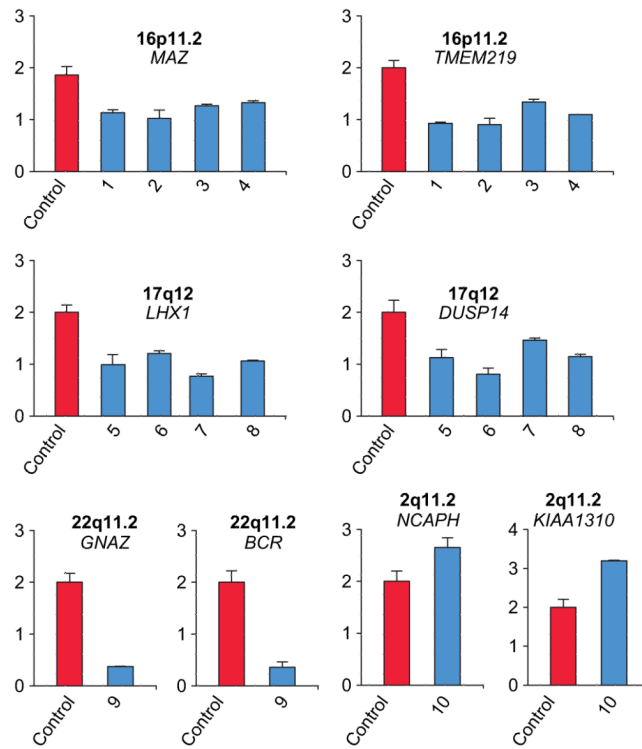 16p11.2
MAZ
3
2
1
0
Control
1
2
3
4
16p11.2
TMEM219
3
2
1
0
Control
1
2
3
4
17q12
LHX1
3
2
1
0
Control
5
6
7
8
17q12
DUSP14
3
2
1
0
Control
5
6
7
8
22q11.2
GNAZ
3
2
1
0
Control
9
22q11.2
BCR
3
2
1
0
Control
9
2q11.2
NCAPH
3
2
1
0
Control
10
2q11.2
KIAA1310
4
3
2
1
0
Control
10